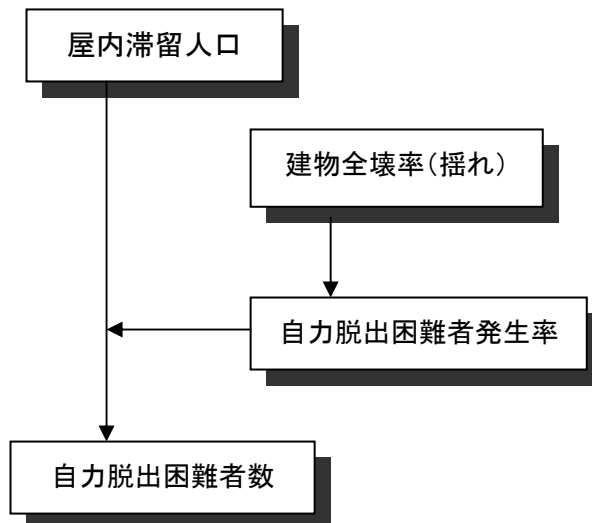 屋内滞留人口
建物全壊率（揺れ）
自力脱出困難者発生率
自力脱出困難者数